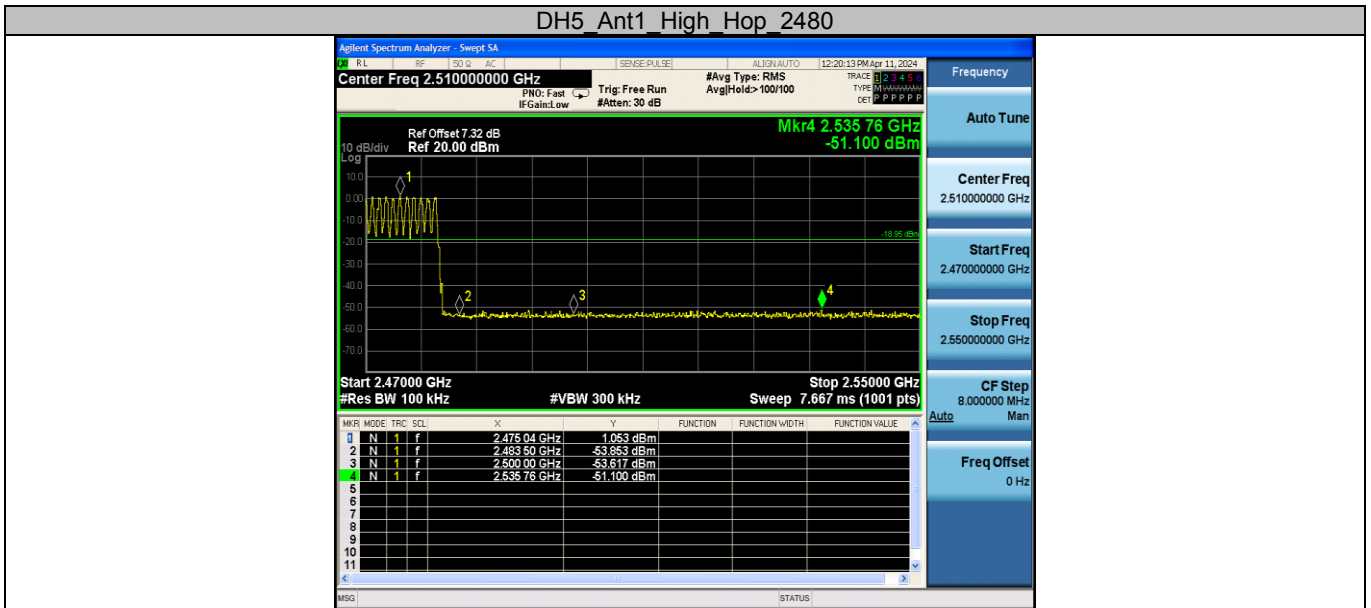 DH5_Ant1_High_Hop_2480
Agilent Spectrum Analyzer - Swept SA
RL RF 50 Ω AC SENSE:PULSE ALIGN AUTO 12:20:13 PM Apr 11, 2024
Center Freq 2.510000000 GHz
PNO: Fast
IFGain:Low
Trig: Free Run
#Atten: 30 dB
#Avg Type: RMS
Avg|Hold:>100/100
TRACE 1 2 3 4 5 6
TYPE M
DET P P P P P P
Ref Offset 7.32 dB
10 dB/div Ref 20.00 dBm
Log
Mkr4 2.535 76 GHz
-51.100 dBm
10.0
0.00
-10.0
-20.0
-30.0
-40.0
-50.0
-60.0
-70.0
1
2
3
4
-18.95 dBm
Start 2.47000 GHz Stop 2.55000 GHz
#Res BW 100 kHz #VBW 300 kHz Sweep 7.667 ms (1001 pts)
MKR MODE TRC SCL X Y FUNCTION FUNCTION WIDTH FUNCTION VALUE
1 N 1 f 2.475 04 GHz 1.053 dBm
2 N 1 f 2.483 50 GHz -53.853 dBm
3 N 1 f 2.500 00 GHz -53.617 dBm
4 N 1 f 2.535 76 GHz -51.100 dBm
5
6
7
8
9
10
11
MSG STATUS
Frequency
Auto Tune
Center Freq
2.510000000 GHz
Start Freq
2.470000000 GHz
Stop Freq
2.550000000 GHz
CF Step
8.000000 MHz
Auto Man
Freq Offset
0 Hz